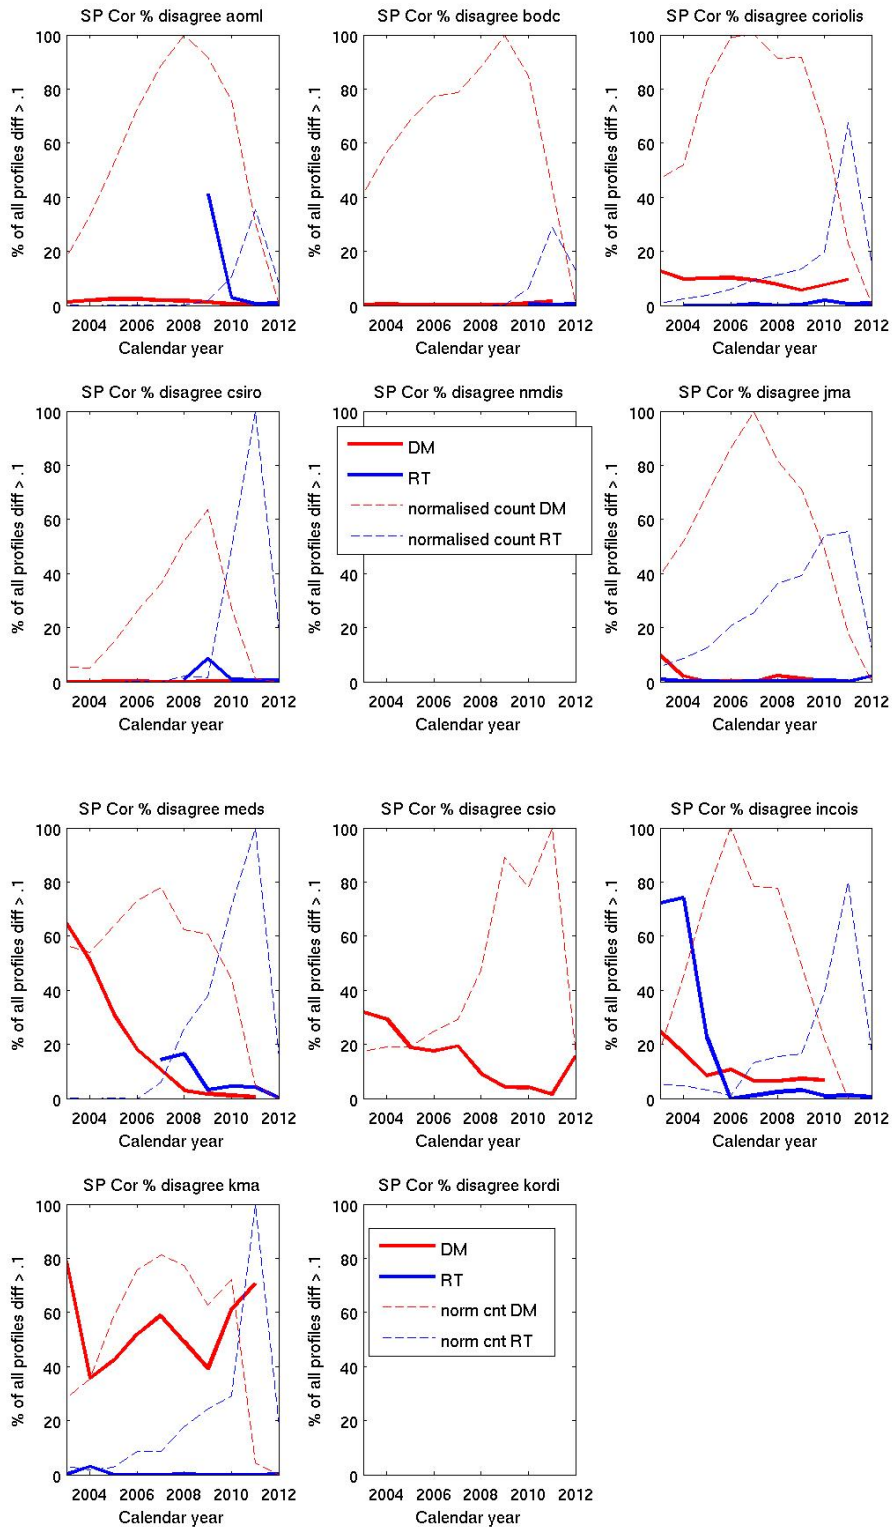 SP Cor % disagree aoml
% of all profiles diff > .1
100
80
60
40
20
0
2004 2006 2008 2010 2012
Calendar year
SP Cor % disagree bodc
% of all profiles diff > .1
100
80
60
40
20
0
2004 2006 2008 2010 2012
Calendar year
SP Cor % disagree coriolis
% of all profiles diff > .1
100
80
60
40
20
0
2004 2006 2008 2010 2012
Calendar year
SP Cor % disagree csiro
% of all profiles diff > .1
100
80
60
40
20
0
2004 2006 2008 2010 2012
Calendar year
SP Cor % disagree nmdis
% of all profiles diff > .1
100
80
60
40
20
0
DM
RT
normalised count DM
normalised count RT
2004 2006 2008 2010 2012
Calendar year
SP Cor % disagree jma
% of all profiles diff > .1
100
80
60
40
20
0
2004 2006 2008 2010 2012
Calendar year
SP Cor % disagree meds
% of all profiles diff > .1
100
80
60
40
20
0
2004 2006 2008 2010 2012
Calendar year
SP Cor % disagree csio
% of all profiles diff > .1
100
80
60
40
20
0
2004 2006 2008 2010 2012
Calendar year
SP Cor % disagree incois
% of all profiles diff > .1
100
80
60
40
20
0
2004 2006 2008 2010 2012
Calendar year
SP Cor % disagree kma
% of all profiles diff > .1
100
80
60
40
20
0
2004 2006 2008 2010 2012
Calendar year
SP Cor % disagree kordi
% of all profiles diff > .1
100
80
60
40
20
0
DM
RT
norm cnt DM
norm cnt RT
2004 2006 2008 2010 2012
Calendar year